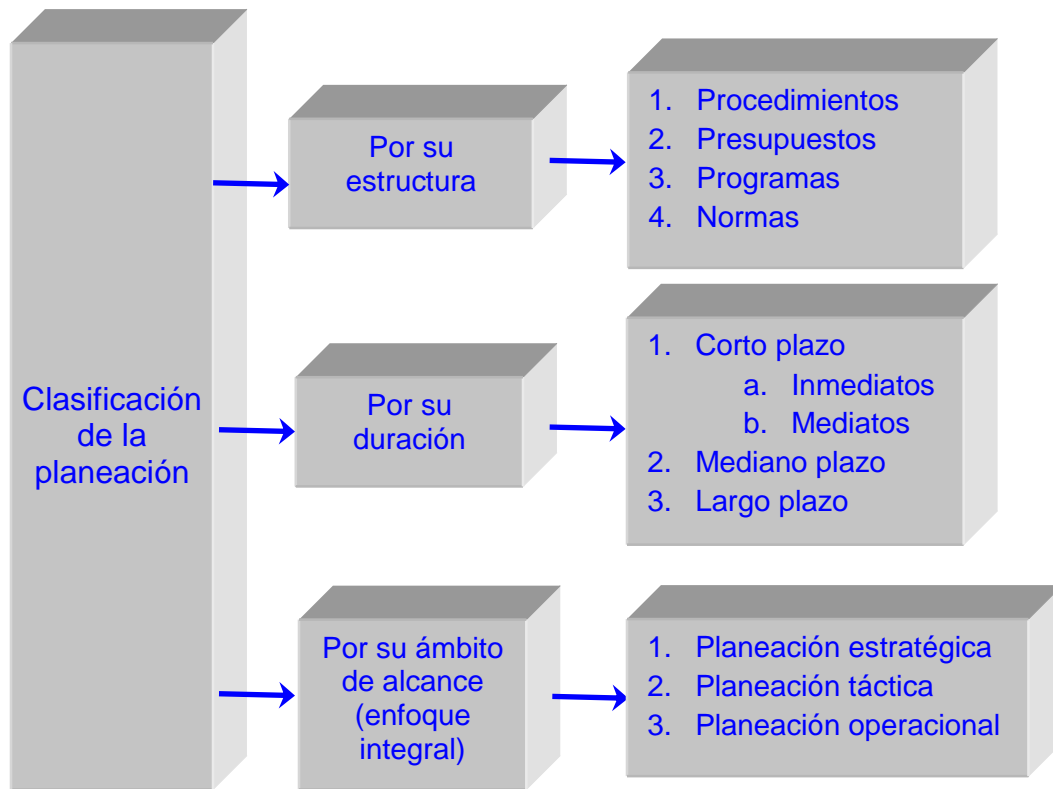 Clasificación
de la
planeación
Por su
estructura
1. Procedimientos
2. Presupuestos
3. Programas
4. Normas
Por su
duración
1. Corto plazo
a. Inmediatos
b. Mediatos
2. Mediano plazo
3. Largo plazo
Por su ámbito
de alcance
(enfoque
integral)
1. Planeación estratégica
2. Planeación táctica
3. Planeación operacional